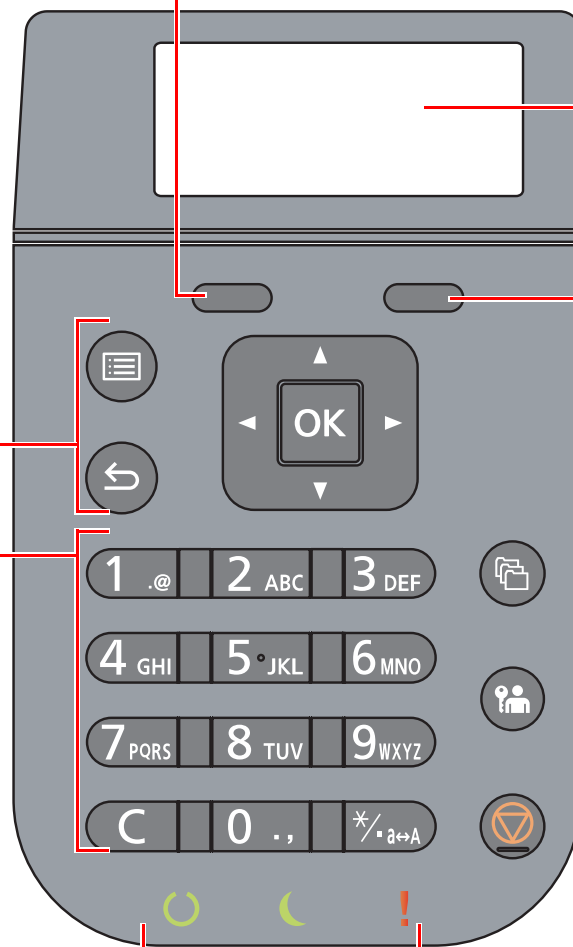 OK
1 .@ 2 ABC 3 DEF
4 GHI 5 JKL 6 MNO
7 PQRS 8 TUV 9 WXYZ
C 0 ., */. a↔A
!